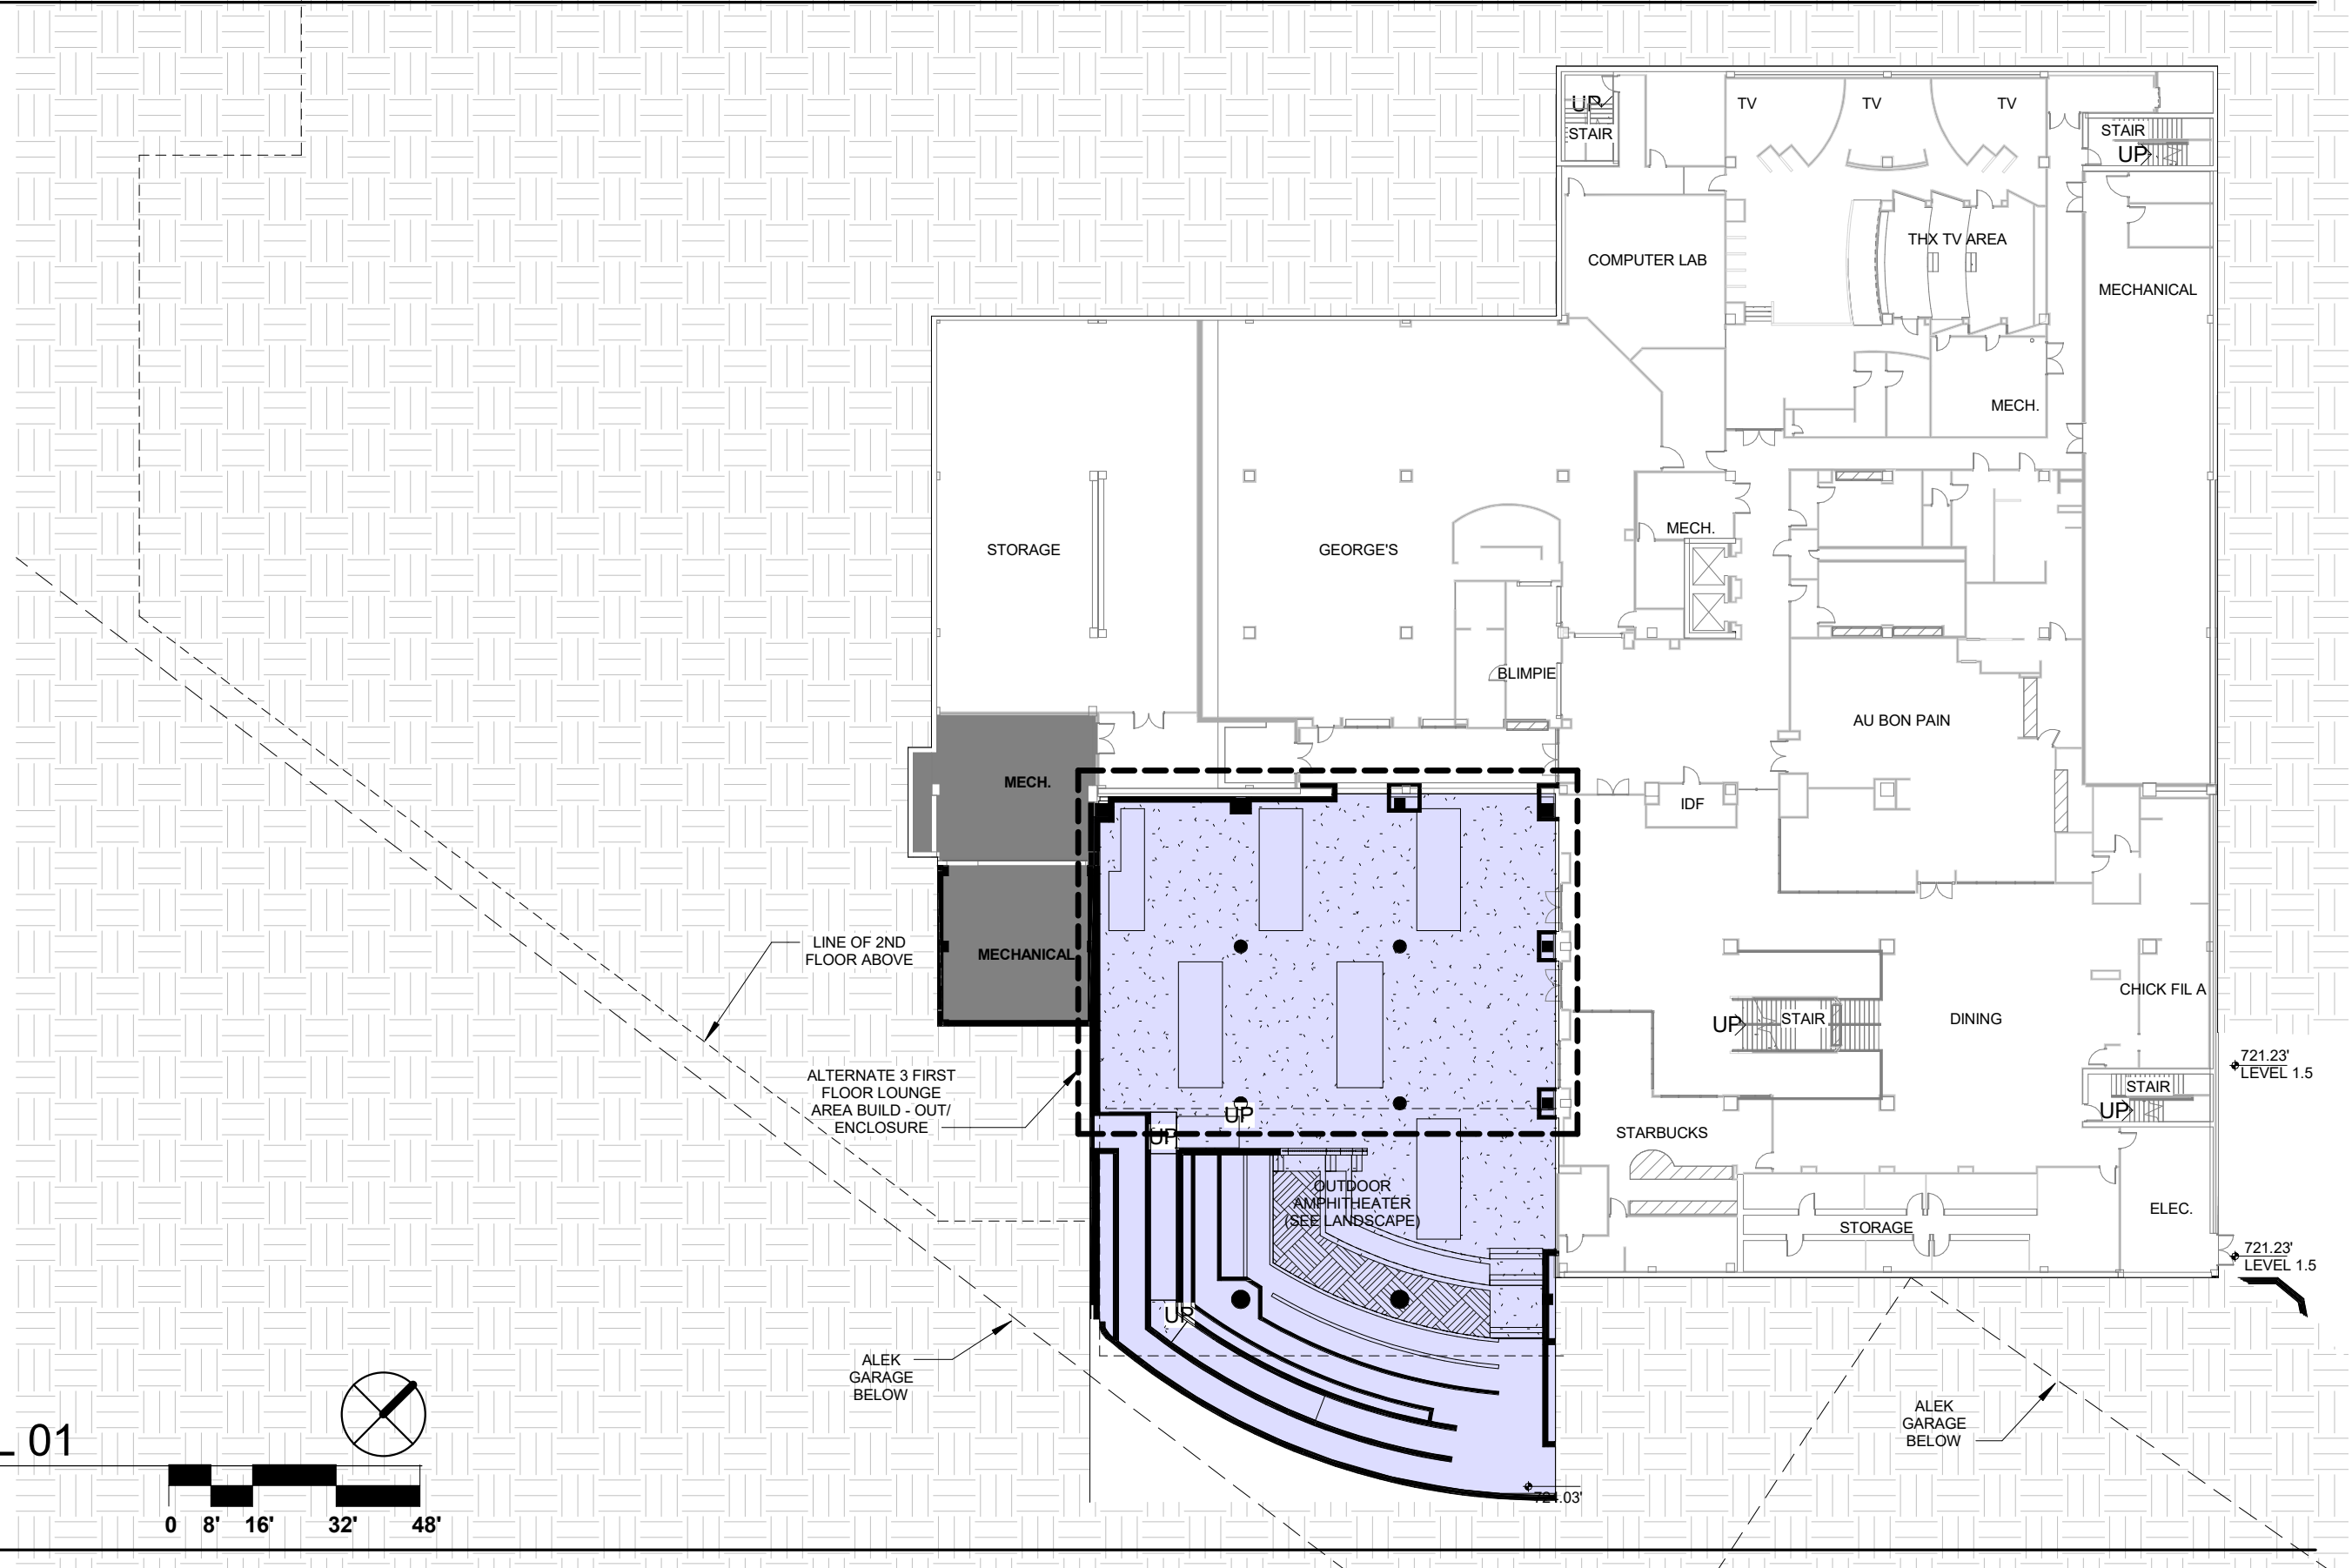 UP
STAIR
TV
TV
TV
STAIR
UP
COMPUTER LAB
THX TV AREA
MECHANICAL
MECH.
STORAGE
GEORGE'S
MECH.
BLIMPIE
AU BON PAIN
MECH.
IDF
LINE OF 2ND
FLOOR ABOVE
MECHANICAL
CHICK FIL A
UP
STAIR
DINING
721.23'
LEVEL 1.5
ALTERNATE 3 FIRST
FLOOR LOUNGE
AREA BUILD - OUT/
ENCLOSURE
STAIR
UP
UP
UP
STARBUCKS
OUTDOOR
AMPHITHEATER
(SEE LANDSCAPE)
STORAGE
ELEC.
721.23'
LEVEL 1.5
UP
ALEK
GARAGE
BELOW
ALEK
GARAGE
BELOW
01
721.03'
0 8' 16' 32' 48'